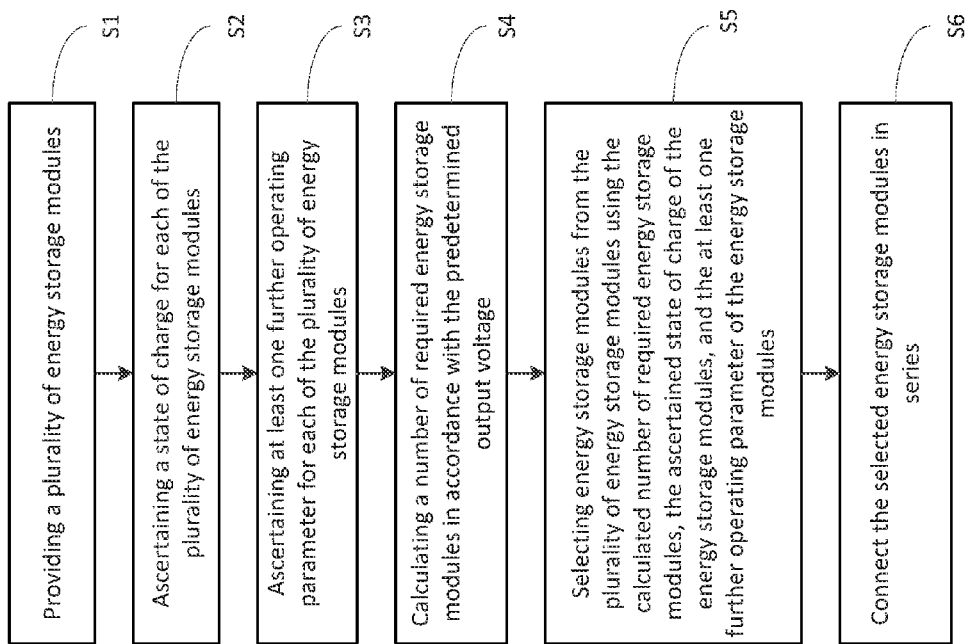 Providing a plurality of energy storage modules
S1
Ascertaining a state of charge for each of the
plurality of energy storage modules
S2
Ascertaining at least one further operating
parameter for each of the plurality of energy
storage modules
S3
Calculating a number of required energy storage
modules in accordance with the predetermined
output voltage
S4
Selecting energy storage modules from the
plurality of energy storage modules using the
calculated number of required energy storage
modules, the ascertained state of charge of the
energy storage modules, and the at least one
further operating parameter of the energy storage
modules
S5
Connect the selected energy storage modules in
series
S6